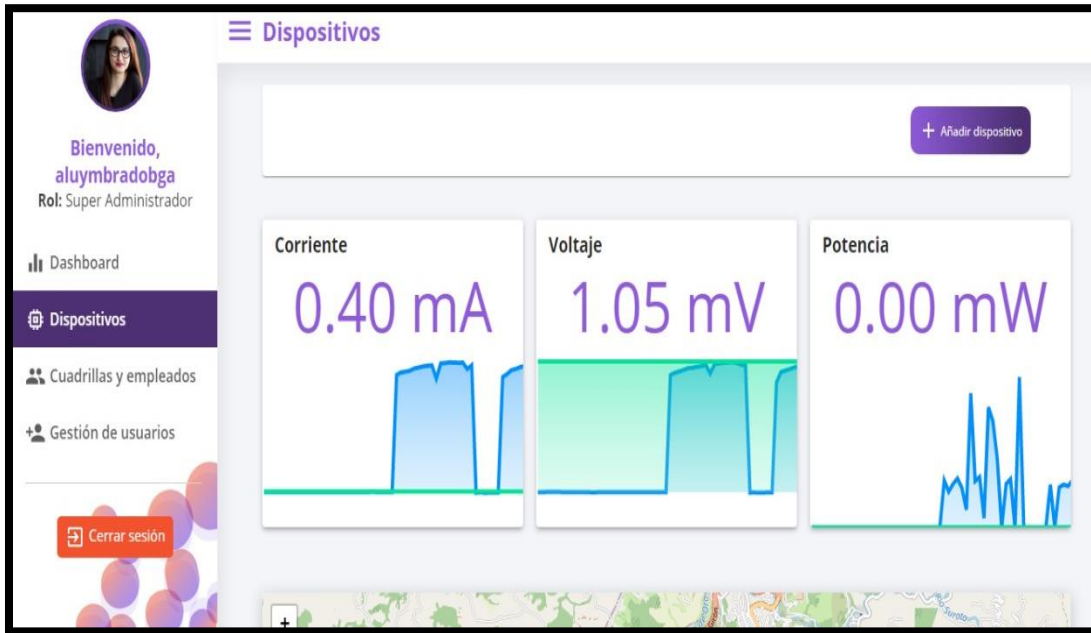 Dispositivos
Bienvenido,
aluymbradobga
Rol: Super Administrador
Dashboard
Dispositivos
Cuadrillas y empleados
Gestión de usuarios
Cerrar sesión
+ Añadir dispositivo
Corriente
0.40 mA
Voltaje
1.05 mV
Potencia
0.00 mW
+